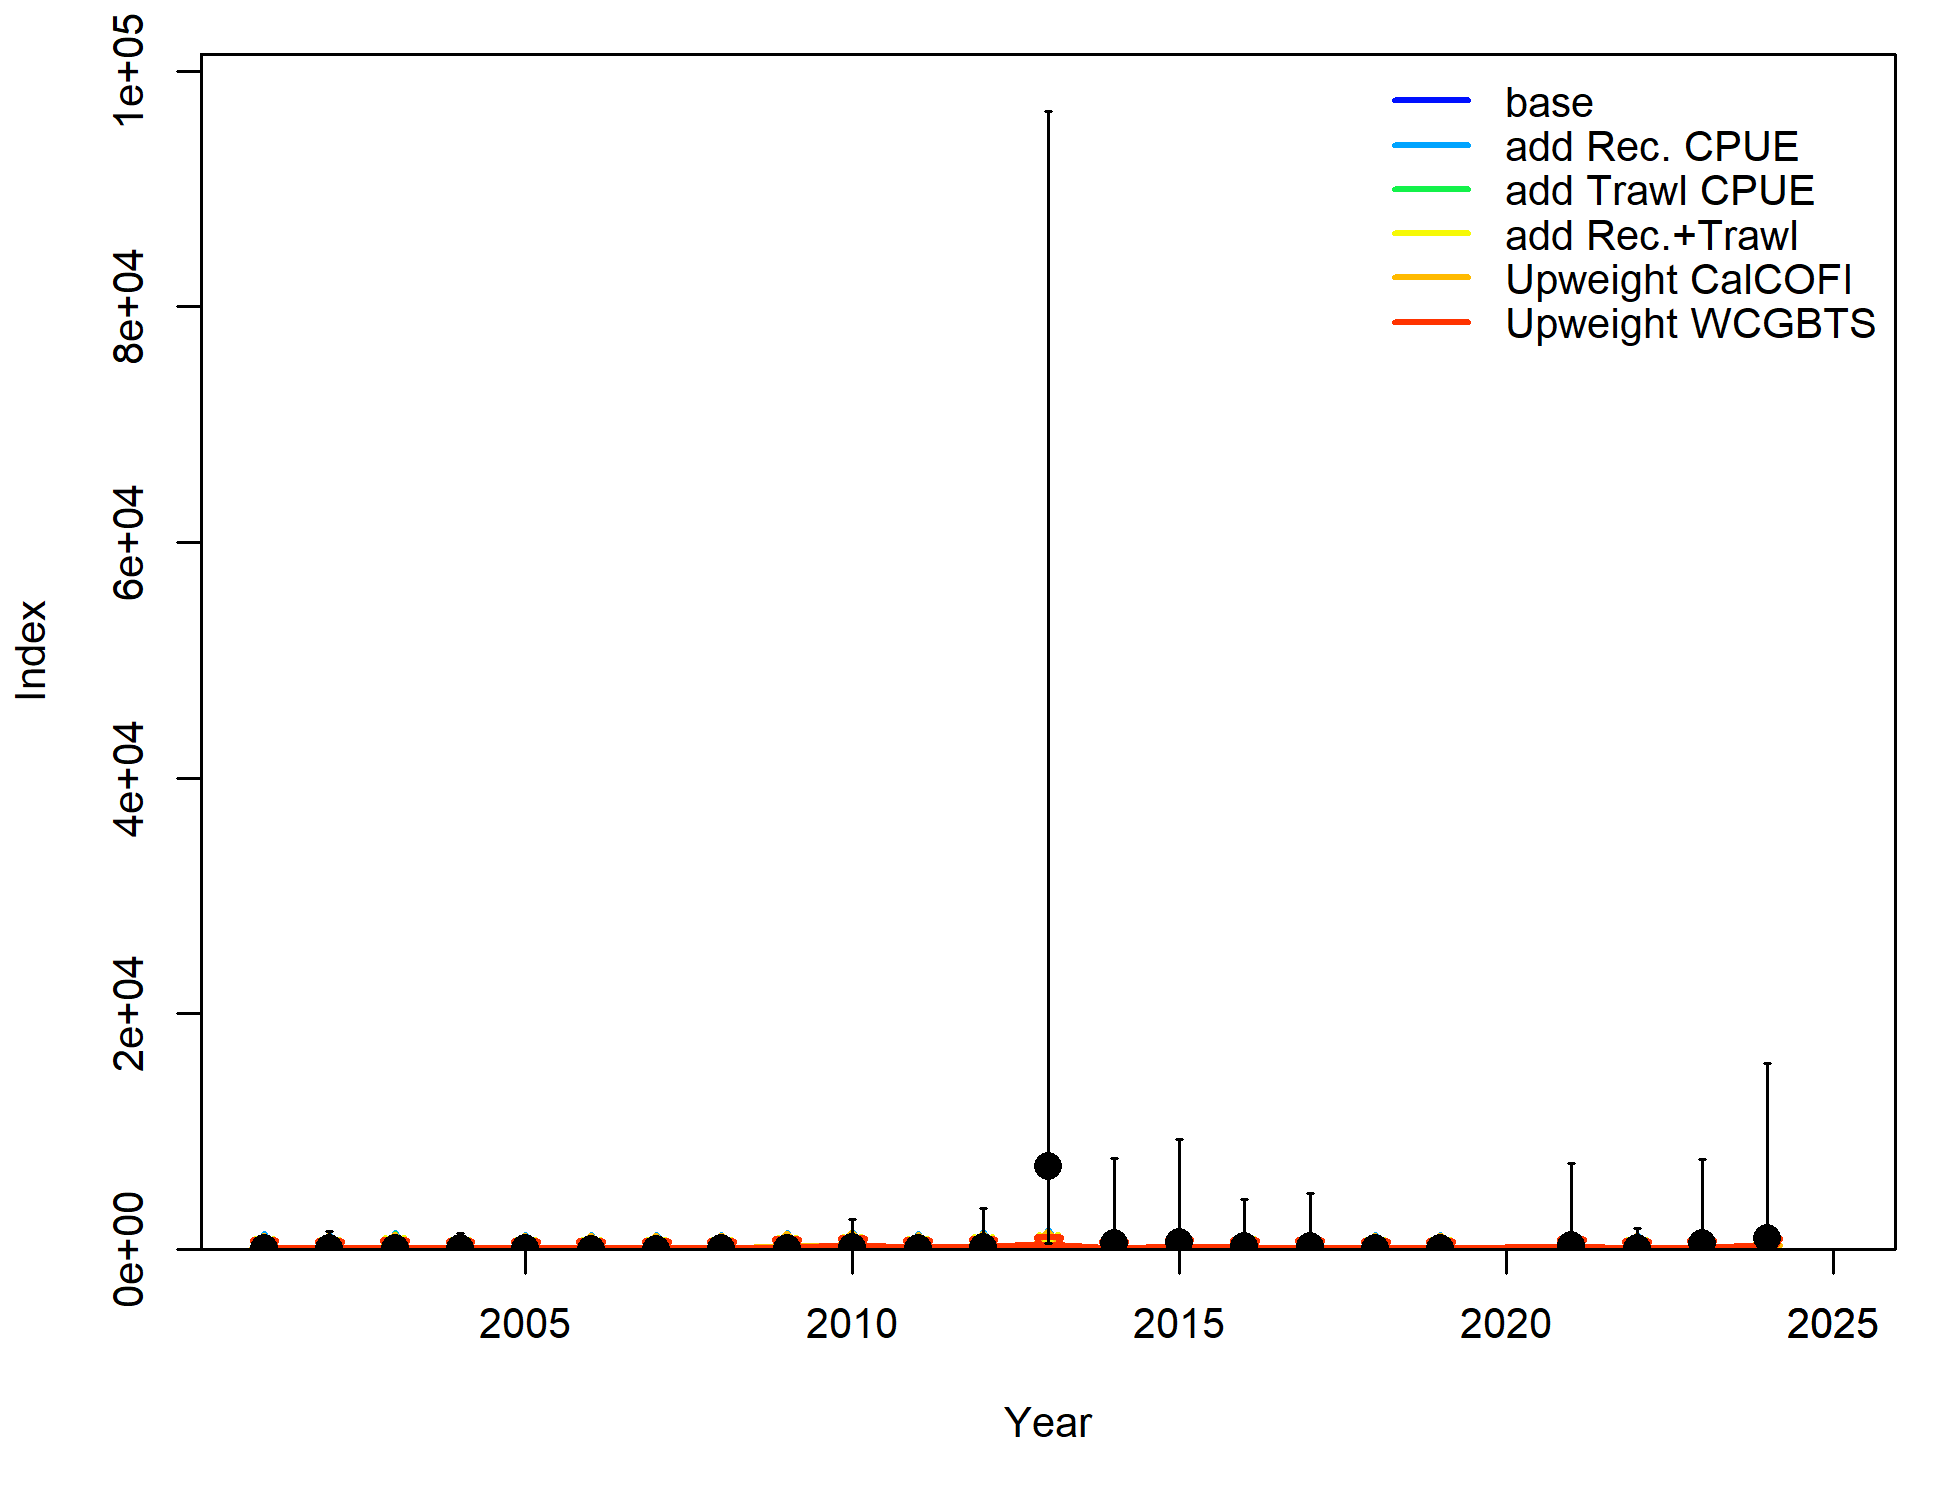 base
add Rec. CPUE
add Trawl CPUE
add Rec.+Trawl
Upweight CalCOFI
Upweight WCGBTS
1e+05
8e+04
6e+04
4e+04
2e+04
0e+00
Index
2005 2010 2015 2020 2025
Year